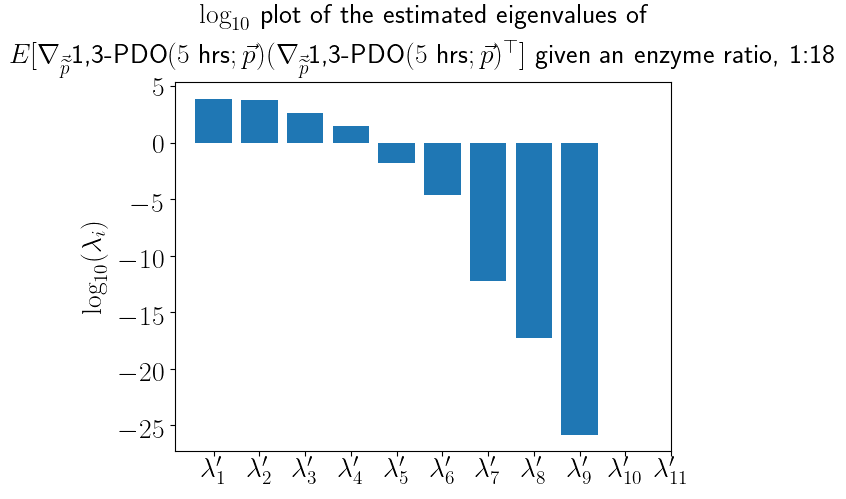 log₁₀ plot of the estimated eigenvalues of
E[∇_p̃⃗ 1,3-PDO(5 hrs; p⃗)(∇_p̃⃗ 1,3-PDO(5 hrs; p⃗)^⊤] given an enzyme ratio, 1:18
5
0
−5
−10
−15
−20
−25
log₁₀(λᵢ)
λ′₁ λ′₂ λ′₃ λ′₄ λ′₅ λ′₆ λ′₇ λ′₈ λ′₉ λ′₁₀ λ′₁₁